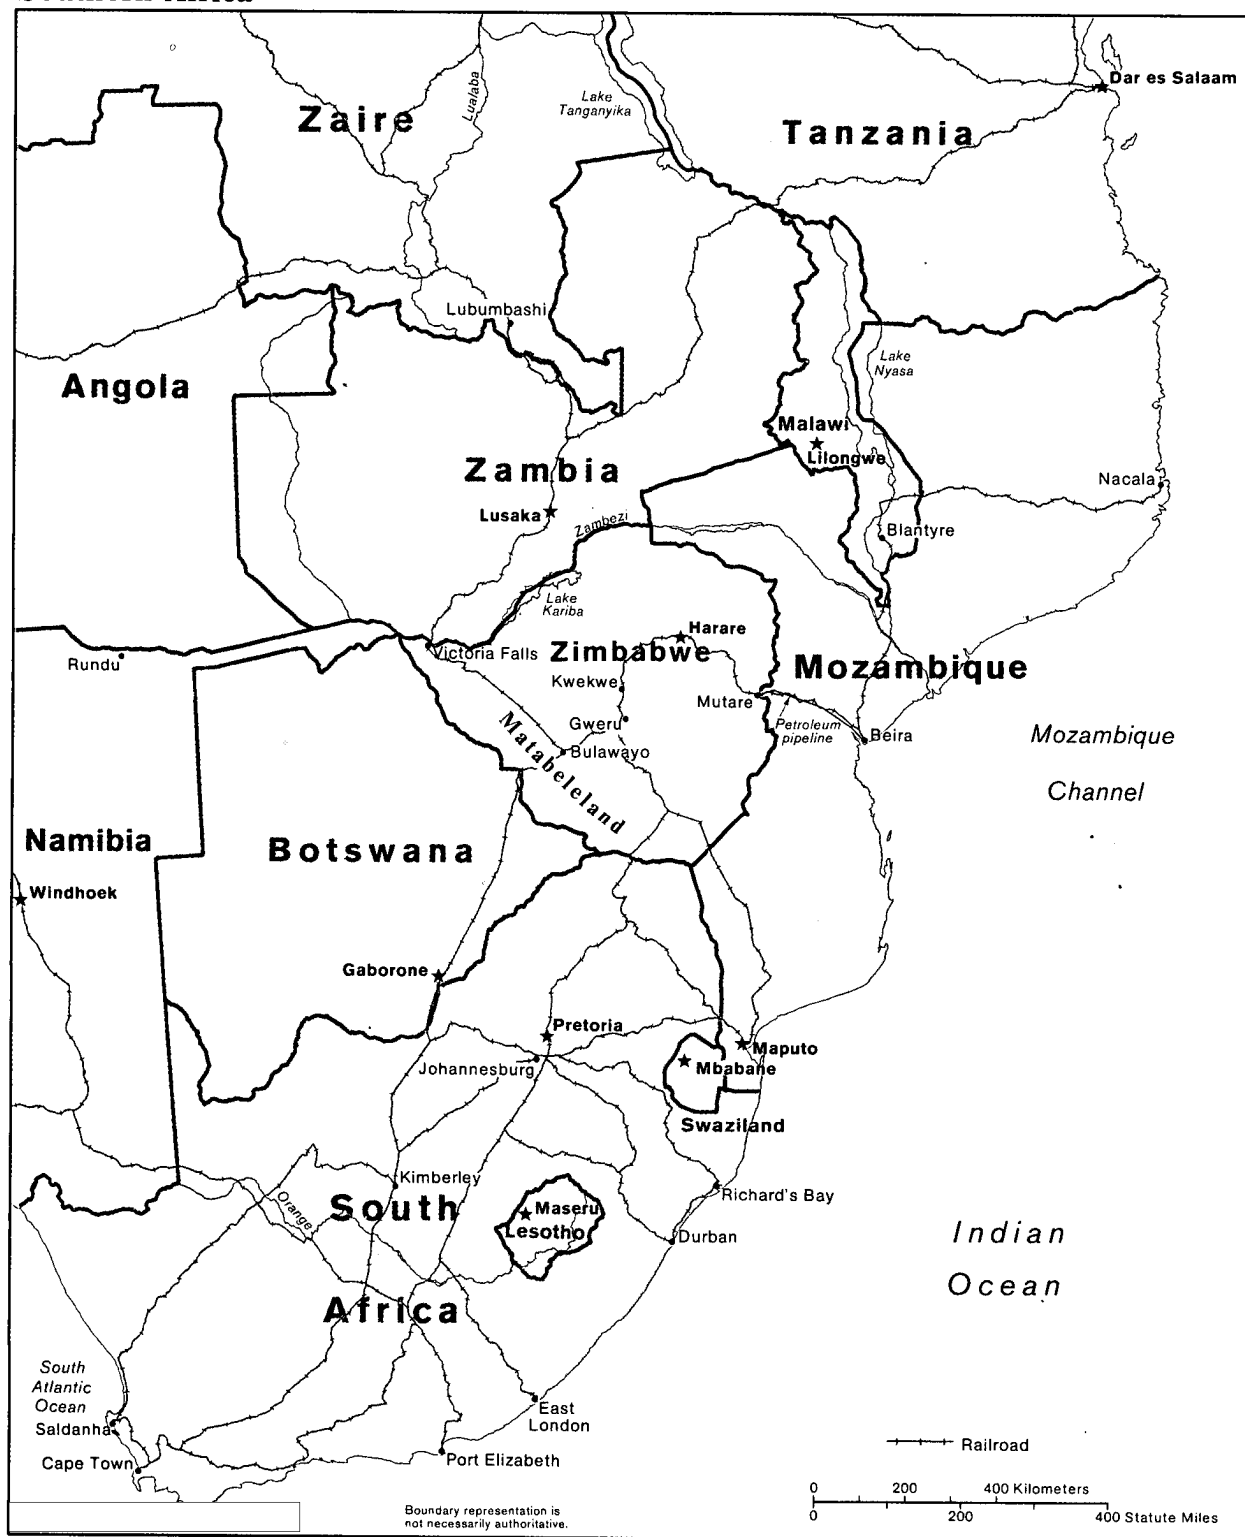 Southern Africa
Dar es Salaam
Lualaba
Lake
Tanganyika
Zaire
Tanzania
Lubumbashi
Lake
Nyasa
Angola
Malawi
Lilongwe
Zambia
Nacala
Lusaka
Zambezi
Blantyre
Lake
Kariba
Harare
Victoria Falls
Zimbabwe
Rundu
Mozambique
Kwekwe
Mutare
Gweru
Petroleum
pipeline
Beira
Matabeleland
Bulawayo
Mozambique
Channel
Namibia
Botswana
Windhoek
Gaborone
Pretoria
Maputo
Johannesburg
Mbabane
Swaziland
Kimberley
Richard's Bay
Orange
South
Maseru
Lesotho
Durban
Indian
Ocean
Africa
South
Atlantic
Ocean
East
London
Saldanha
Cape Town
Port Elizabeth
Railroad
0 200 400 Kilometers
0 200 400 Statute Miles
Boundary representation is
not necessarily authoritative.